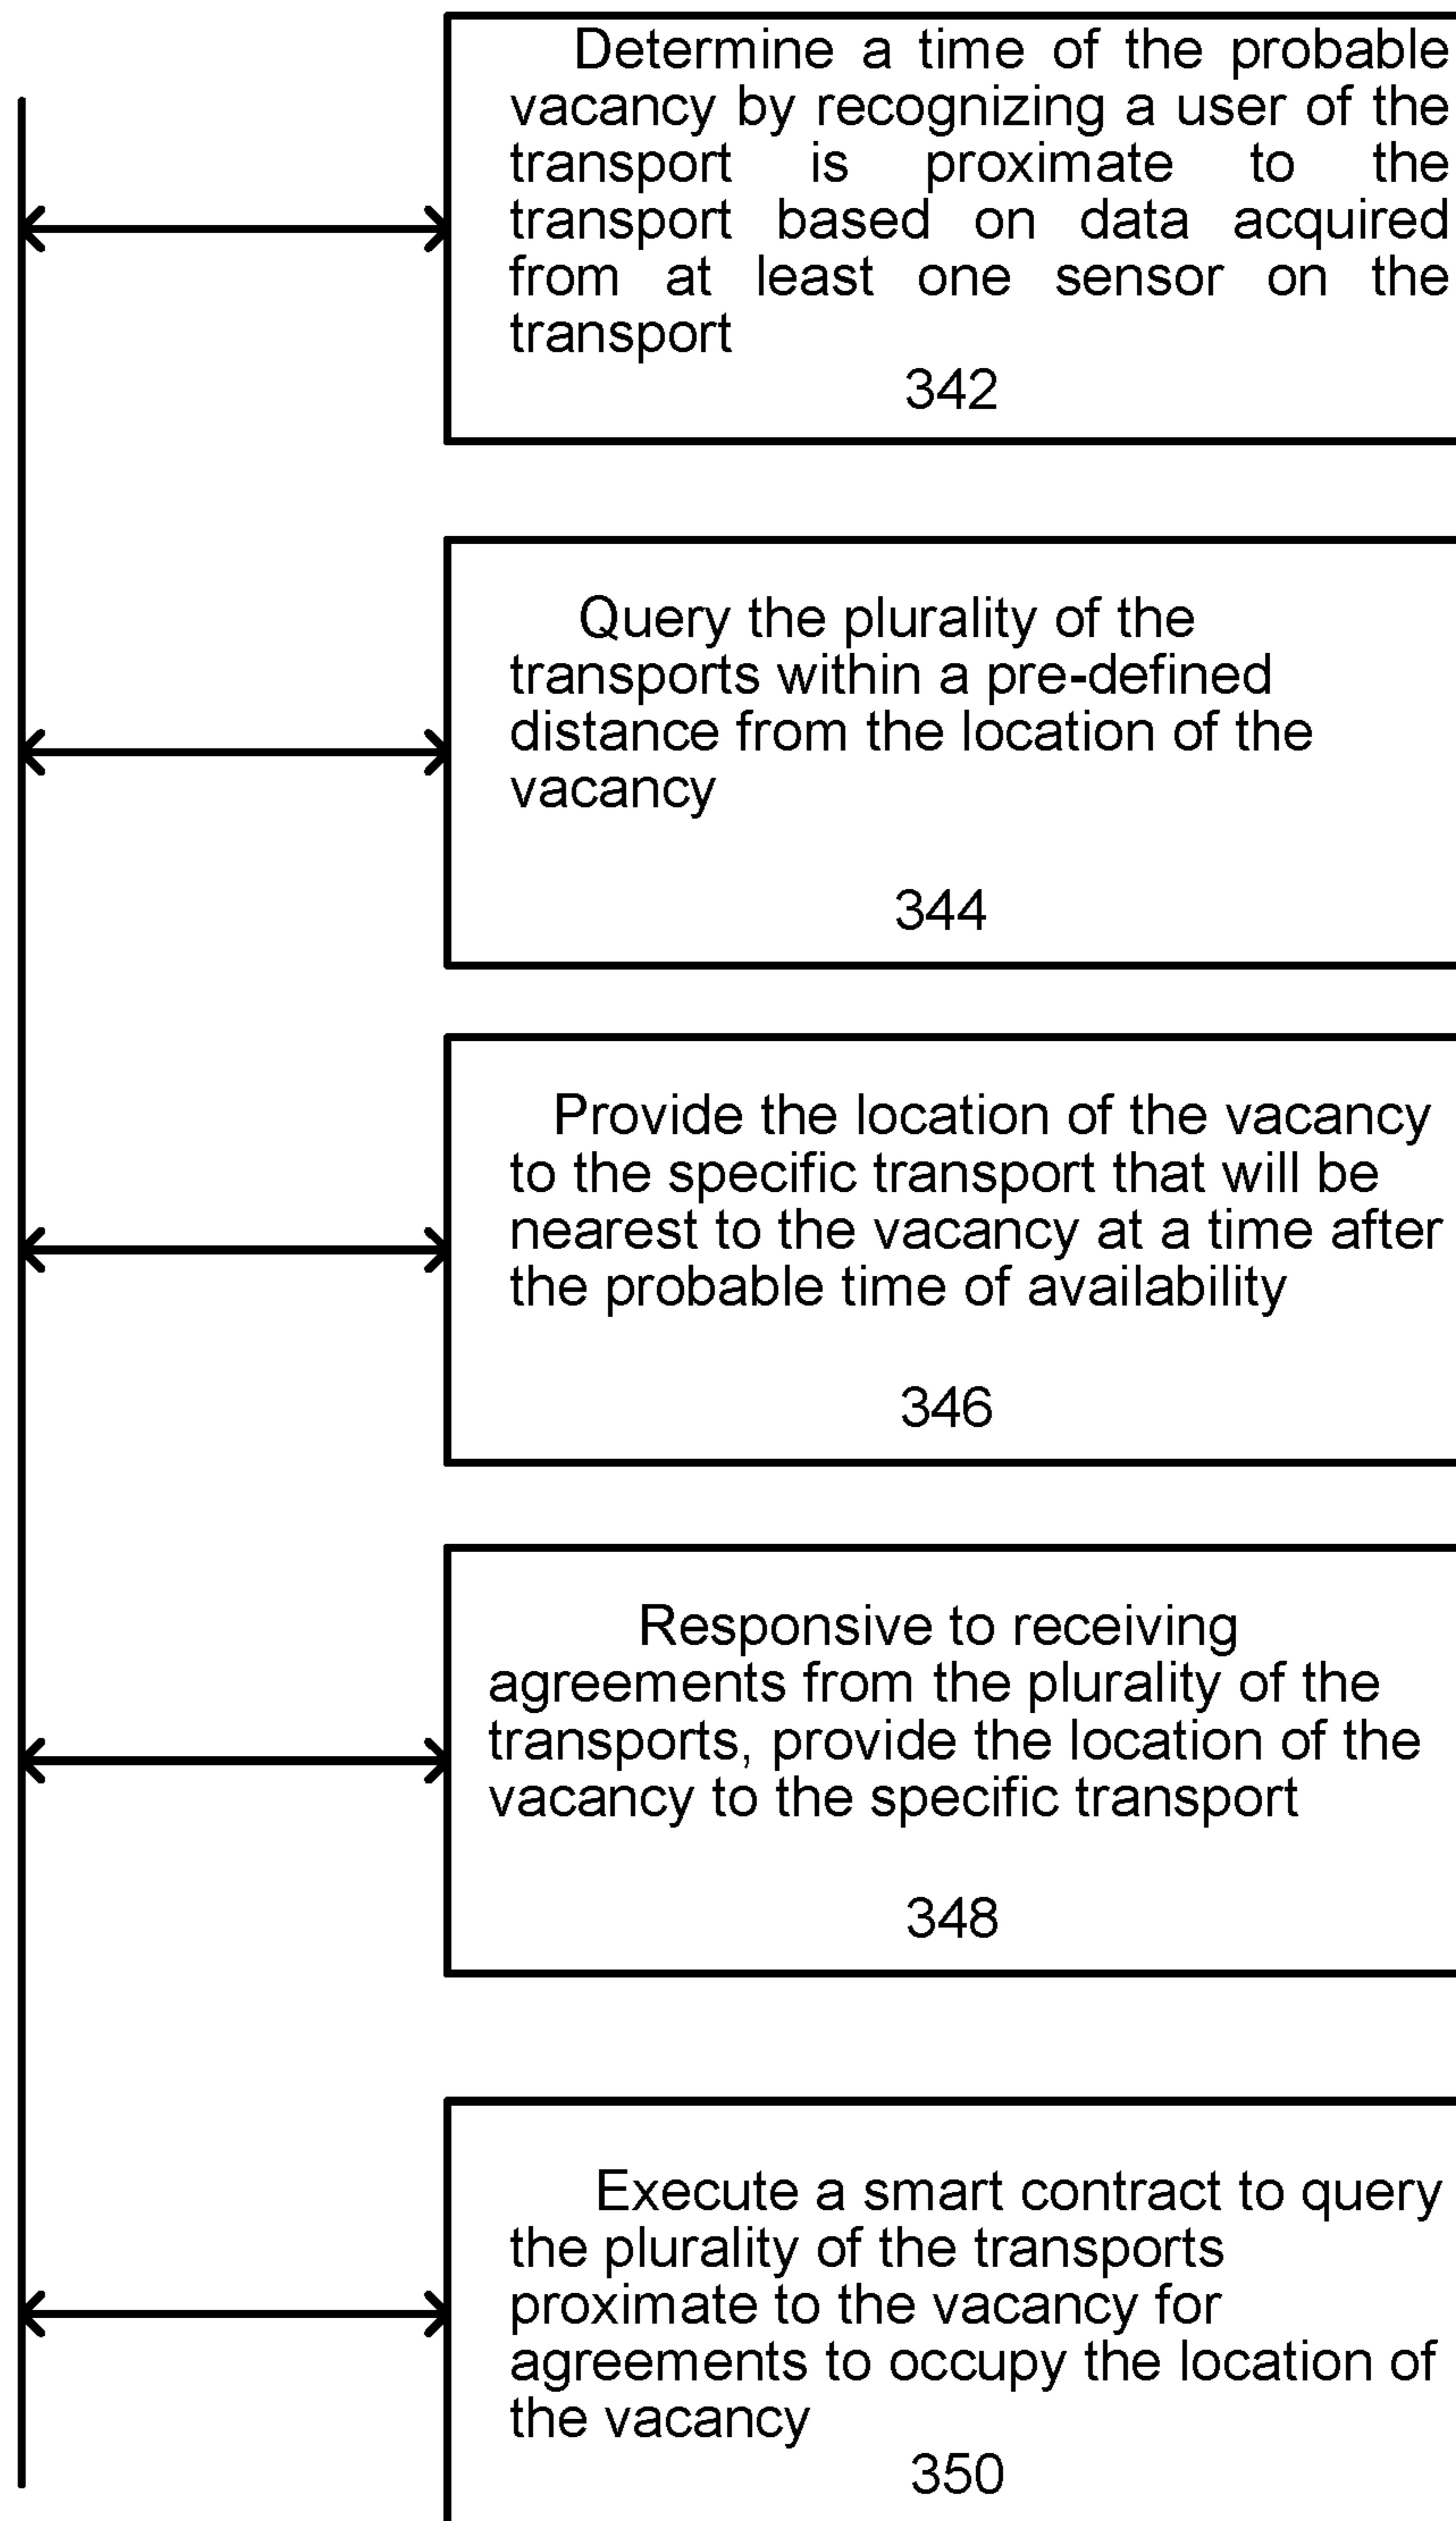 Determine a time of the probable
vacancy by recognizing a user of the
transport is proximate to the
transport based on data acquired
from at least one sensor on the
transport
342
Query the plurality of the
transports within a pre-defined
distance from the location of the
vacancy
344
Provide the location of the vacancy
to the specific transport that will be
nearest to the vacancy at a time after
the probable time of availability
346
Responsive to receiving
agreements from the plurality of the
transports, provide the location of the
vacancy to the specific transport
348
Execute a smart contract to query
the plurality of the transports
proximate to the vacancy for
agreements to occupy the location of
the vacancy
350